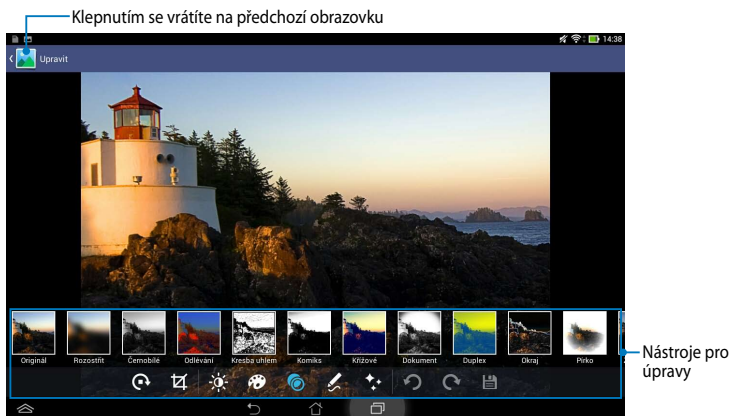 Klepnutím se vrátíte na předchozí obrazovku
14:38
Upravit
Originál Rozostřit Černobílé Odlévání Kresba uhlem Komiks Křížové Dokument Duplex Okraj Pírko
Nástroje pro
úpravy